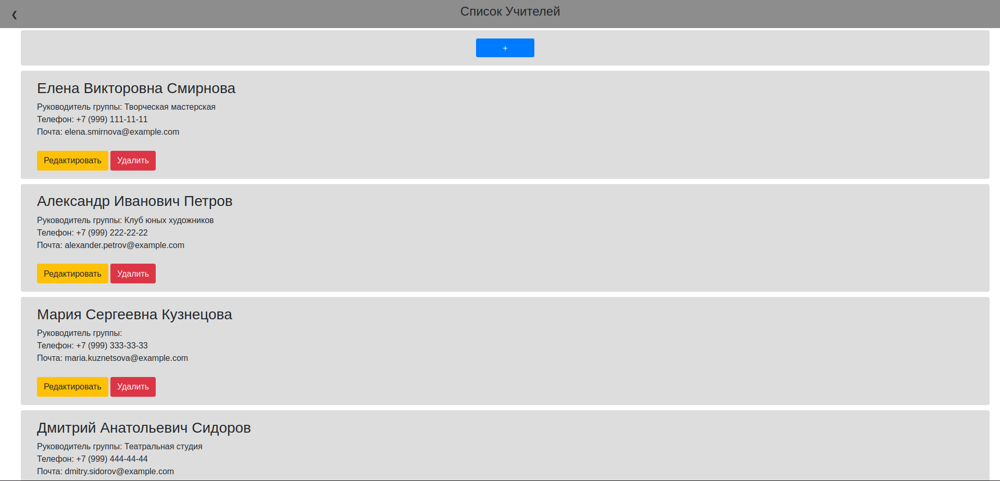 ❮
Список Учителей
+
Елена Викторовна Смирнова
Руководитель группы: Творческая мастерская
Телефон: +7 (999) 111-11-11
Почта: elena.smirnova@example.com
Редактировать Удалить
Александр Иванович Петров
Руководитель группы: Клуб юных художников
Телефон: +7 (999) 222-22-22
Почта: alexander.petrov@example.com
Редактировать Удалить
Мария Сергеевна Кузнецова
Руководитель группы:
Телефон: +7 (999) 333-33-33
Почта: maria.kuznetsova@example.com
Редактировать Удалить
Дмитрий Анатольевич Сидоров
Руководитель группы: Театральная студия
Телефон: +7 (999) 444-44-44
Почта: dmitry.sidorov@example.com